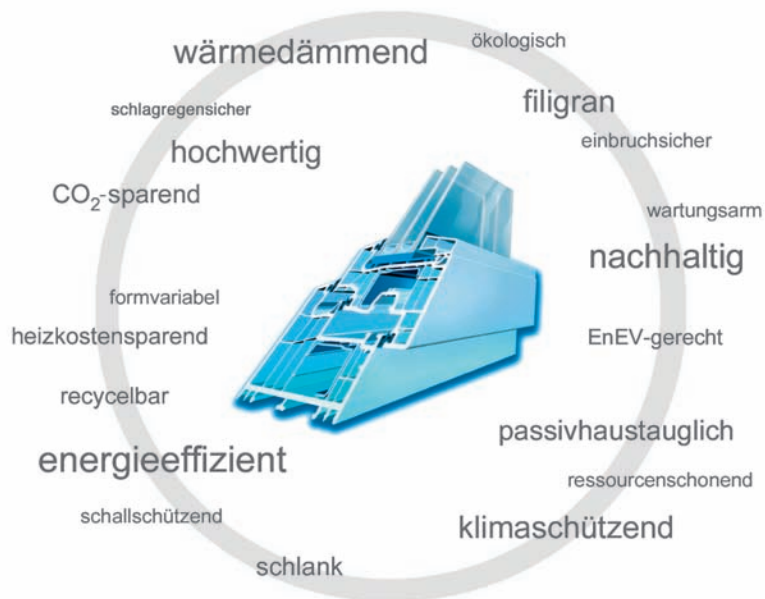 ökologisch
wärmedämmend
filigran
schlagregensicher
einbruchsicher
hochwertig
CO₂-sparend
wartungsarm
nachhaltig
formvariabel
heizkostensparend
EnEV-gerecht
recycelbar
passivhaustauglich
energieeffizient
ressourcenschonend
schallschützend
klimaschützend
schlank